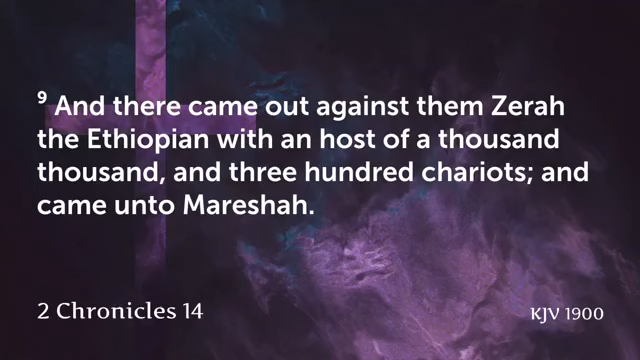 9 And there came out against them Zerah
the Ethiopian with an host of a thousand
thousand, and three hundred chariots; and
came unto Mareshah.
2 Chronicles 14
KJV 1900